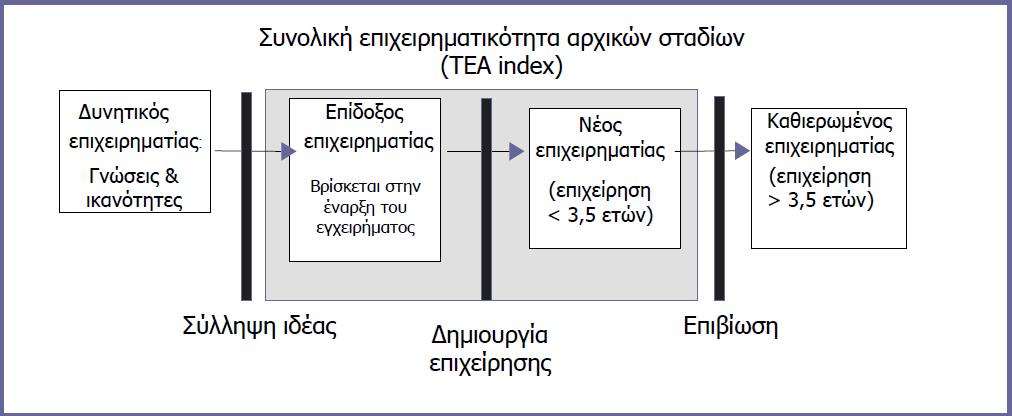 Συνολική επιχειρηματικότητα αρχικών σταδίων
(TEA index)
Δυνητικός
επιχειρηματίας:
Γνώσεις &
ικανότητες
Επίδοξος
επιχειρηματίας
Βρίσκεται στην
έναρξη του
εγχειρήματος
Νέος
επιχειρηματίας
(επιχείρηση
< 3,5 ετών)
Καθιερωμένος
επιχειρηματίας
(επιχείρηση
> 3,5 ετών)
Σύλληψη ιδέας
Δημιουργία
επιχείρησης
Επιβίωση